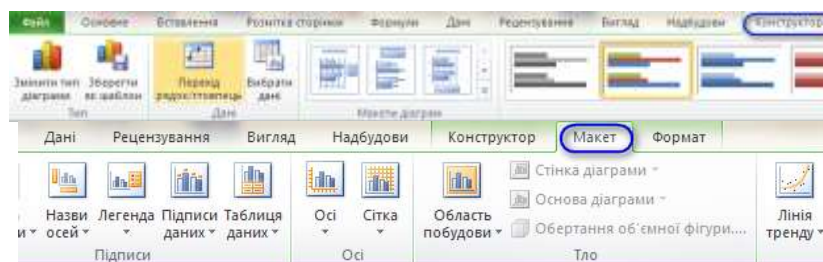 Файл Основне Вставлення Розмітка сторінки Формули Дані Рецензування Вигляд Надбудови Конструктор
Змінити тип Зберегти Перехід Вибрати
діаграми як шаблон рядок/стовпець дані
Тип Дані Макети діаграм
Дані Рецензування Вигляд Надбудови Конструктор Макет Формат
Стінка діаграми
Основа діаграми
Назви Легенда Підписи Таблиця Осі Сітка Область Обертання об'ємної фігури.... Лінія
и осей даних даних побудови тренду
Підписи Осі Тло